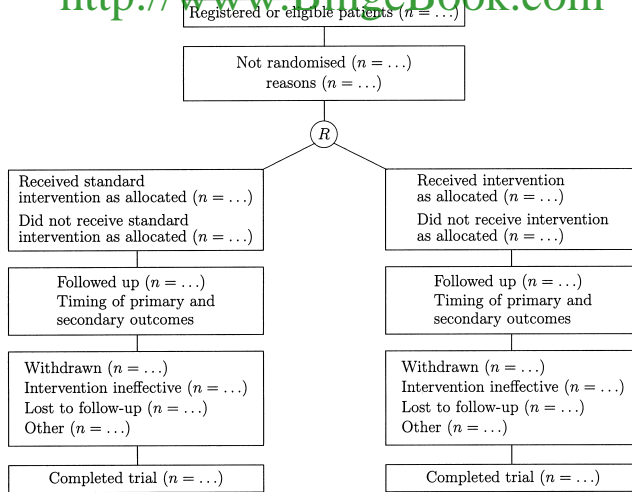 http://www.BingeBook.com
Registered or eligible patients (n = ...)
Not randomised (n = ...)
reasons (n = ...)
R
Received standard
intervention as allocated (n = ...)
Did not receive standard
intervention as allocated (n = ...)
Followed up (n = ...)
Timing of primary and
secondary outcomes
Withdrawn (n = ...)
Intervention ineffective (n = ...)
Lost to follow-up (n = ...)
Other (n = ...)
Completed trial (n = ...)
Received intervention
as allocated (n = ...)
Did not receive intervention
as allocated (n = ...)
Followed up (n = ...)
Timing of primary and
secondary outcomes
Withdrawn (n = ...)
Intervention ineffective (n = ...)
Lost to follow-up (n = ...)
Other (n = ...)
Completed trial (n = ...)